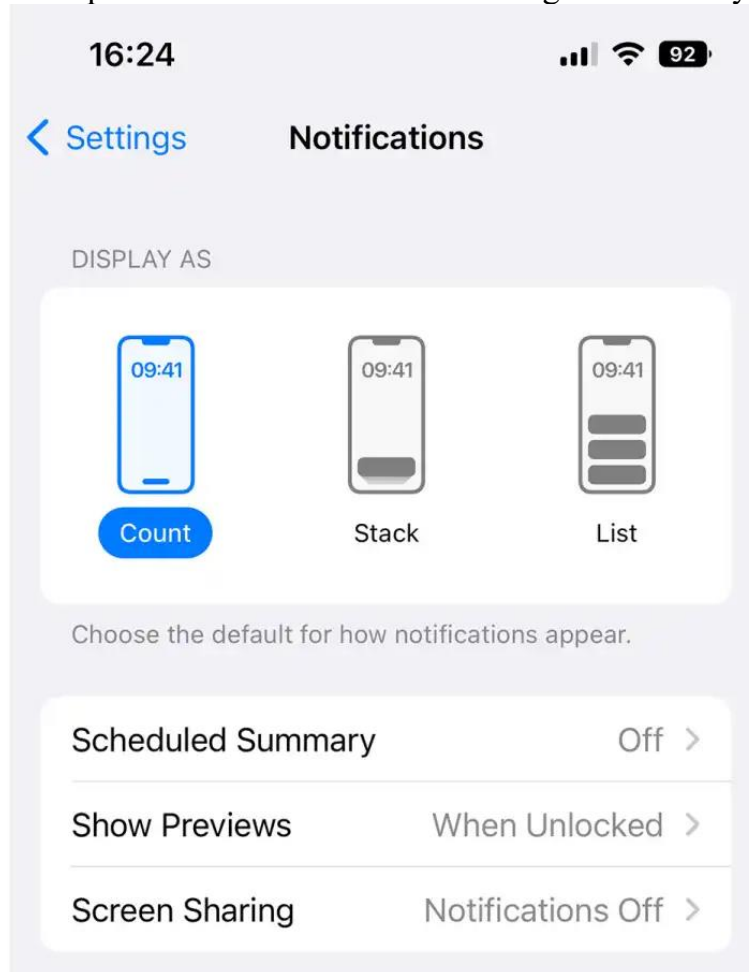 16:24 92
Settings Notifications
DISPLAY AS
09:41 09:41 09:41
Count Stack List
Choose the default for how notifications appear.
Scheduled Summary Off
Show Previews When Unlocked
Screen Sharing Notifications Off